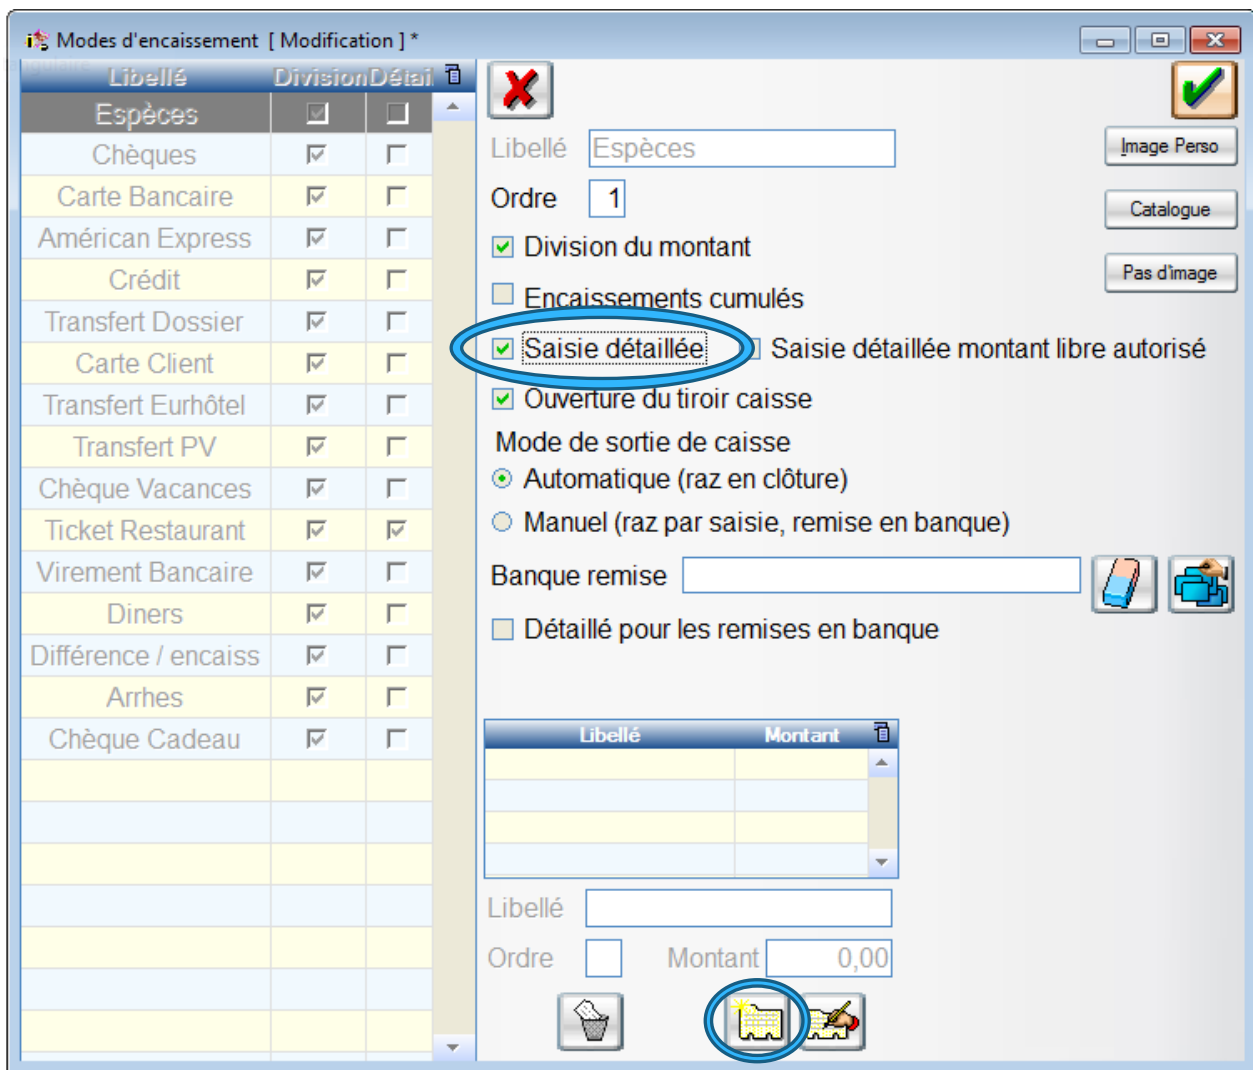 Modes d'encaissement [ Modification ] *
Libellé Division Détai
Espèces
Chèques
Carte Bancaire
Américan Express
Crédit
Transfert Dossier
Carte Client
Transfert Eurhôtel
Transfert PV
Chèque Vacances
Ticket Restaurant
Virement Bancaire
Diners
Différence / encaiss
Arrhes
Chèque Cadeau
Libellé Espèces
Image Perso
Ordre 1
Catalogue
Division du montant
Pas d'image
Encaissements cumulés
Saisie détaillée Saisie détaillée montant libre autorisé
Ouverture du tiroir caisse
Mode de sortie de caisse
Automatique (raz en clôture)
Manuel (raz par saisie, remise en banque)
Banque remise
Détaillé pour les remises en banque
Libellé Montant
Libellé
Ordre Montant 0,00